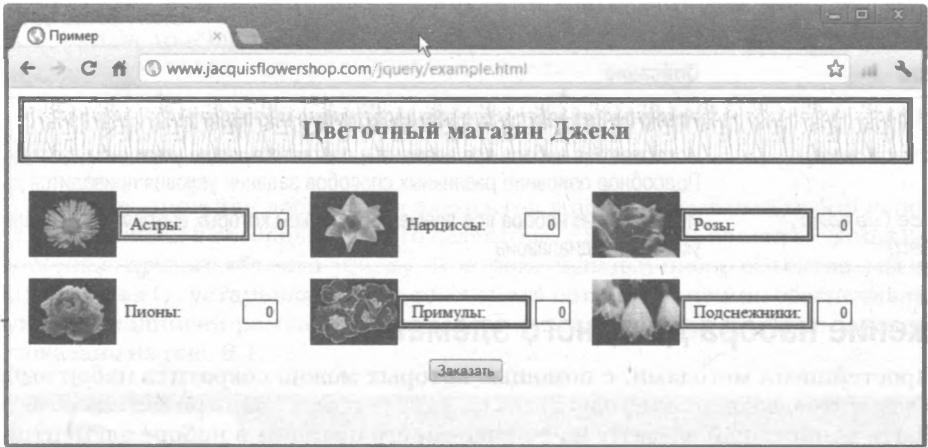 Пример ×
www.jacquisflowershop.com/jquery/example.html
Цветочный магазин Джеки
Астры: 0 Нарциссы: 0 Розы: 0
Пионы: 0 Примулы: 0 Подснежники: 0
Заказать